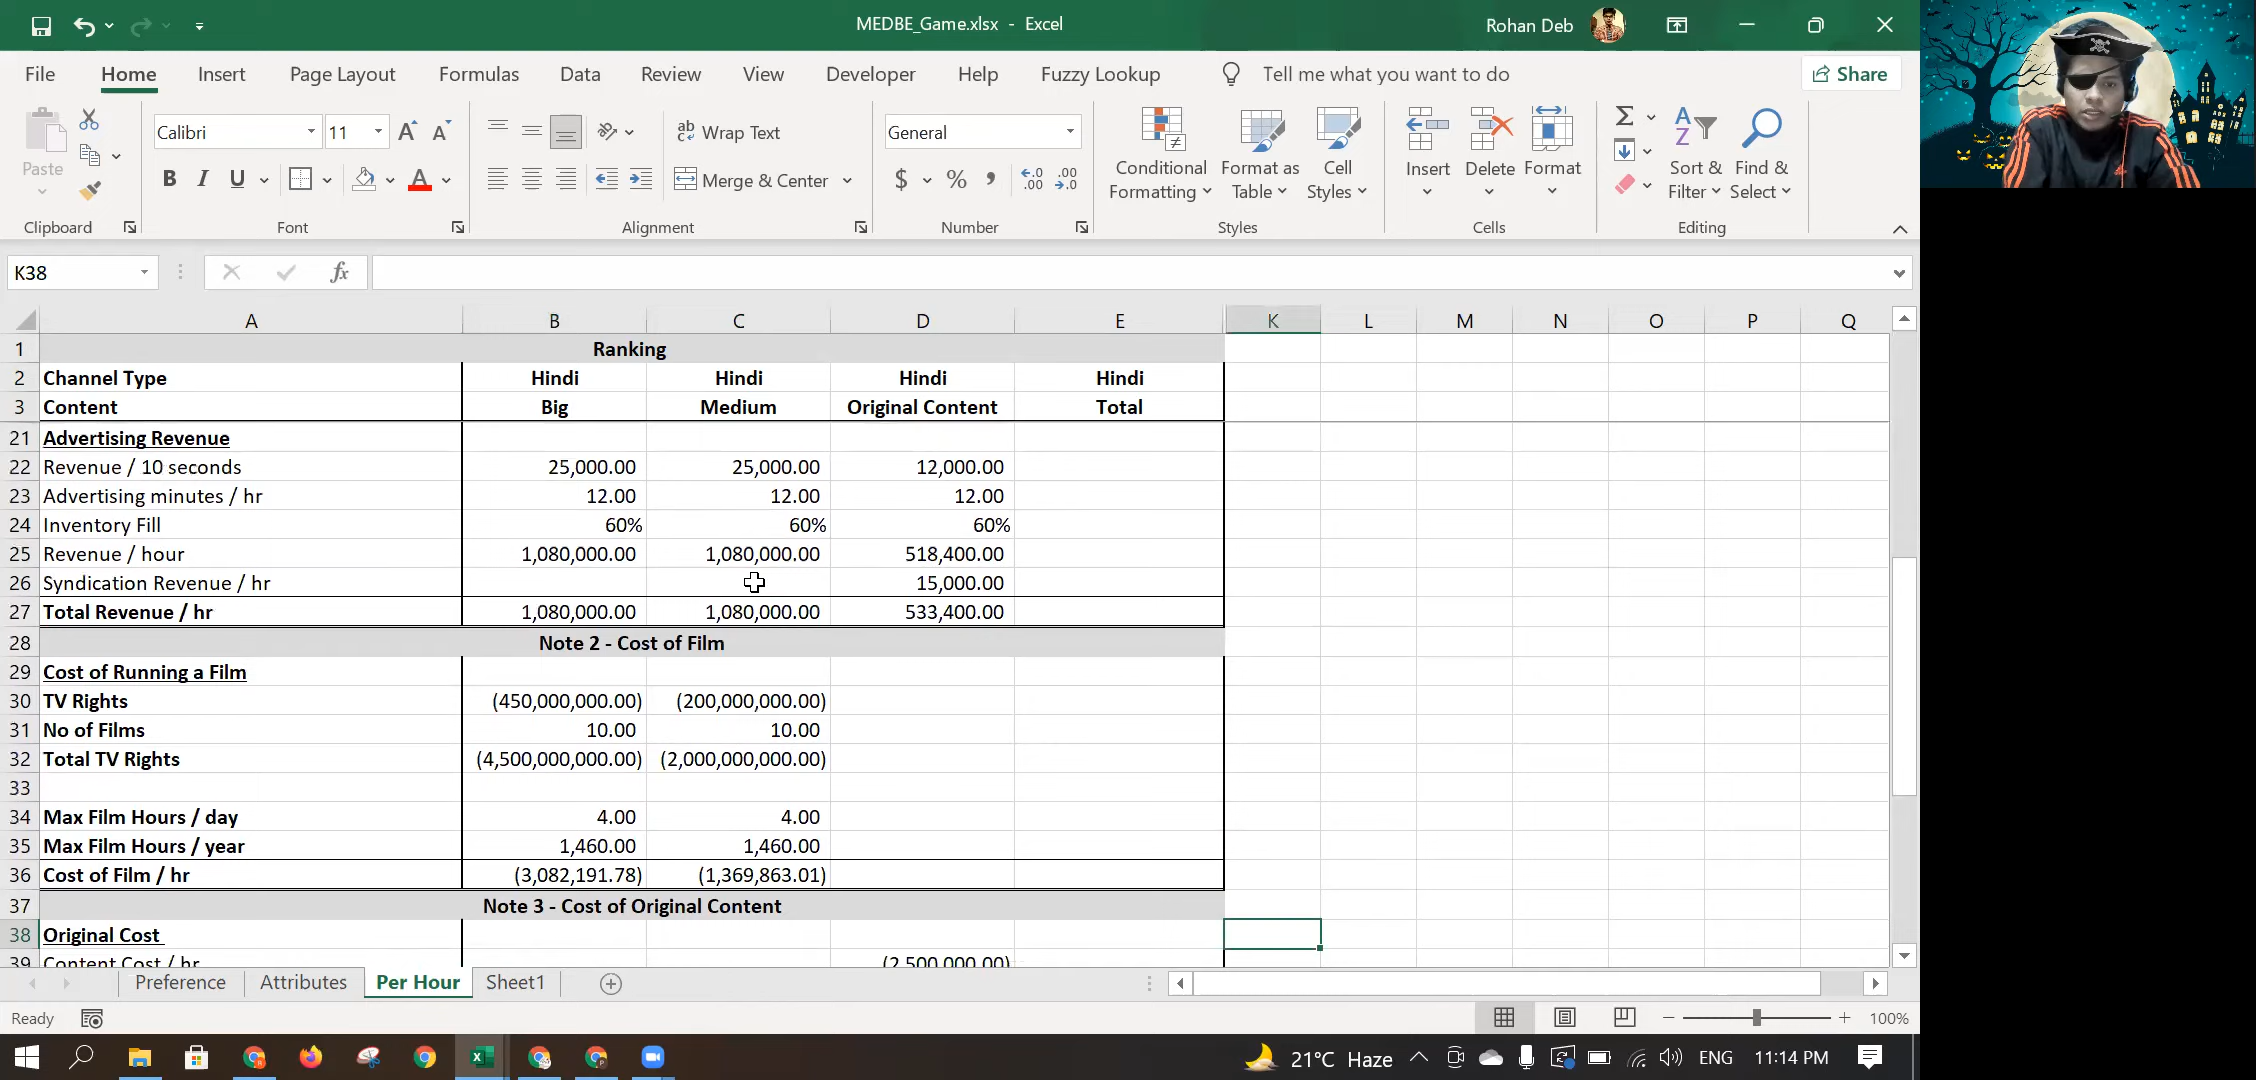 MEDBE_Game.xlsx - Excel
Rohan Deb
File Home Insert Page Layout Formulas Data Review View Developer Help Fuzzy Lookup Tell me what you want to do Share
Paste
Calibri 11
B I U
ab Wrap Text
Merge & Center
General
$ %
Conditional Formatting
Format as Table
Cell Styles
Insert Delete Format
Sort & Filter
Find & Select
Clipboard Font Alignment Number Styles Cells Editing
K38 fx
A B C D E K L M N O P Q
1 Ranking
2 Channel Type Hindi Hindi Hindi Hindi
3 Content Big Medium Original Content Total
21 Advertising Revenue
22 Revenue / 10 seconds 25,000.00 25,000.00 12,000.00
23 Advertising minutes / hr 12.00 12.00 12.00
24 Inventory Fill 60% 60% 60%
25 Revenue / hour 1,080,000.00 1,080,000.00 518,400.00
26 Syndication Revenue / hr 15,000.00
27 Total Revenue / hr 1,080,000.00 1,080,000.00 533,400.00
28 Note 2 - Cost of Film
29 Cost of Running a Film
30 TV Rights (450,000,000.00) (200,000,000.00)
31 No of Films 10.00 10.00
32 Total TV Rights (4,500,000,000.00) (2,000,000,000.00)
33
34 Max Film Hours / day 4.00 4.00
35 Max Film Hours / year 1,460.00 1,460.00
36 Cost of Film / hr (3,082,191.78) (1,369,863.01)
37 Note 3 - Cost of Original Content
38 Original Cost
39 Content Cost / hr (2,500,000.00)
Preference Attributes Per Hour Sheet1
Ready 100%
21°C Haze ENG 11:14 PM